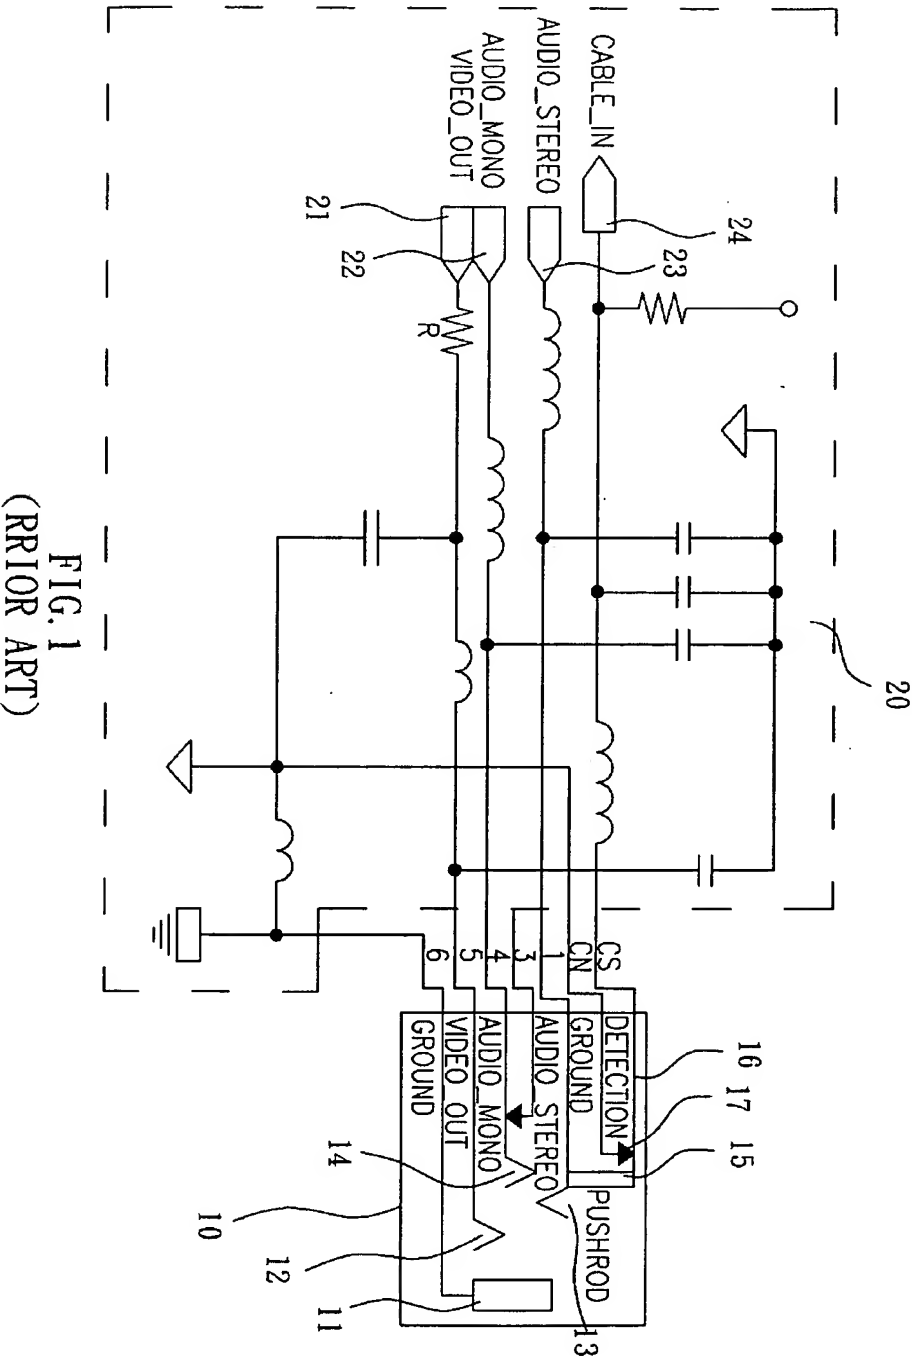 20
CABLE_IN
24
AUDIO_STEREO
23
AUDIO_MONO
VIDEO_OUT
22
21
R
CS
CN
1
3
4
5
6
DETECTION
GROUND
AUDIO_STEREO
AUDIO_MONO
VIDEO_OUT
GROUND
PUSHROD
16
17
15
14
10
12
11
13
FIG.1
(RRIOR ART)